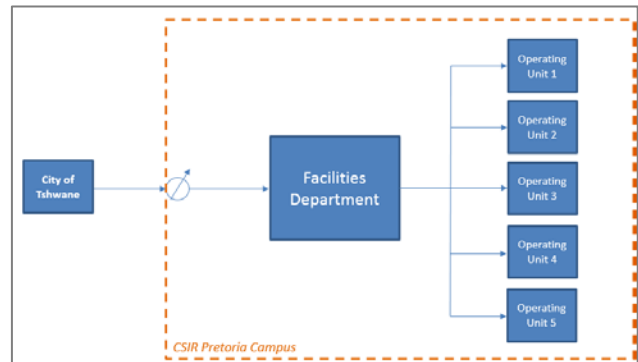 City of
Tshwane
Facilities
Department
Operating
Unit 1
Operating
Unit 2
Operating
Unit 3
Operating
Unit 4
Operating
Unit 5
CSIR Pretoria Campus